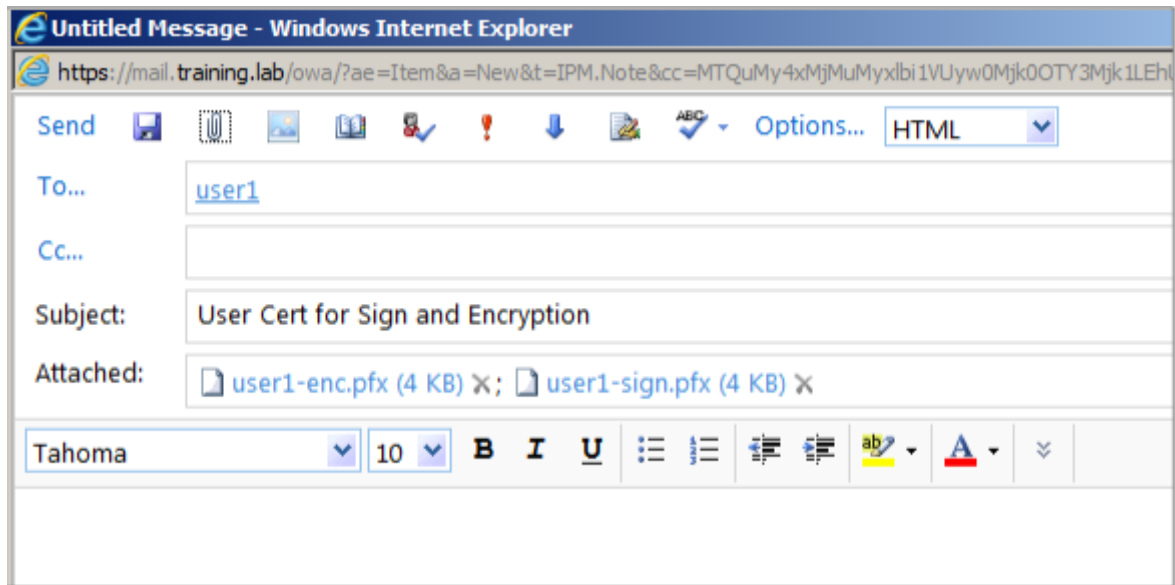 Untitled Message - Windows Internet Explorer
https://mail.training.lab/owa/?ae=Item&a=New&t=IPM.Note&cc=
Send ABC Options... HTML
To... user1
Cc...
Subject: User Cert for Sign and Encryption
Attached: user1-enc.pfx (4 KB) ; user1-sign.pfx (4 KB)
Tahoma 10 B I U ab A